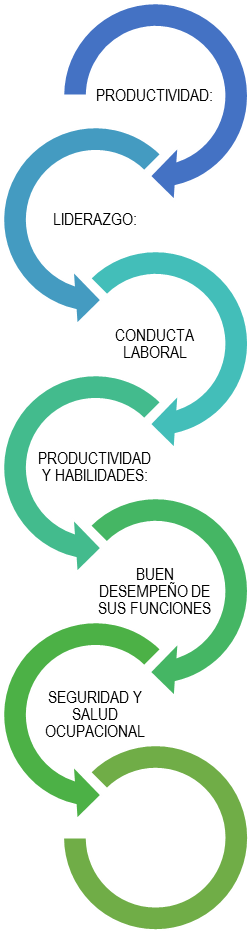 PRODUCTIVIDAD:
LIDERAZGO:
CONDUCTA
LABORAL
PRODUCTIVIDAD
Y HABILIDADES:
BUEN
DESEMPEÑO DE
SUS FUNCIONES
SEGURIDAD Y
SALUD
OCUPACIONAL